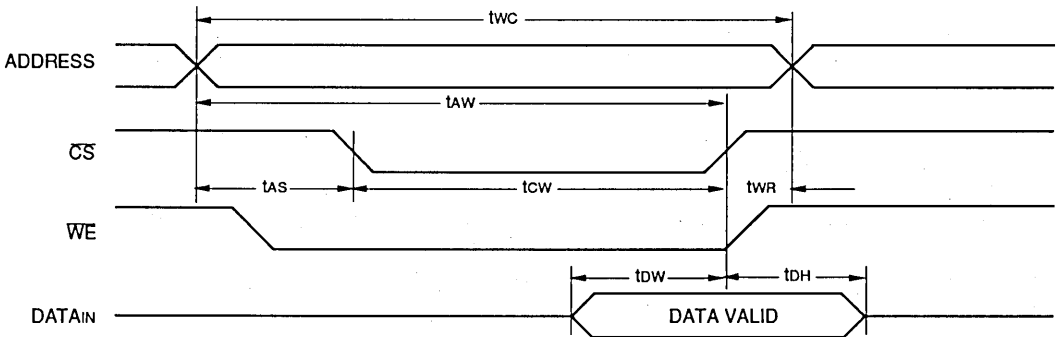 tWC
ADDRESS
tAW
CS
tAS tCW tWR
WE
tDW tDH
DATAIN DATA VALID